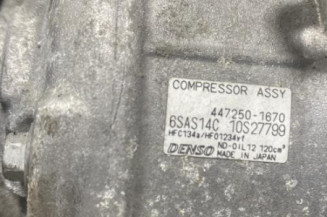 COMPRESSOR ASSY
447250-1670
6SAS14C 10S27799
HFC134a/HFO1234yf
DENSO ND-OIL12 120cm³
MADE IN JAPAN